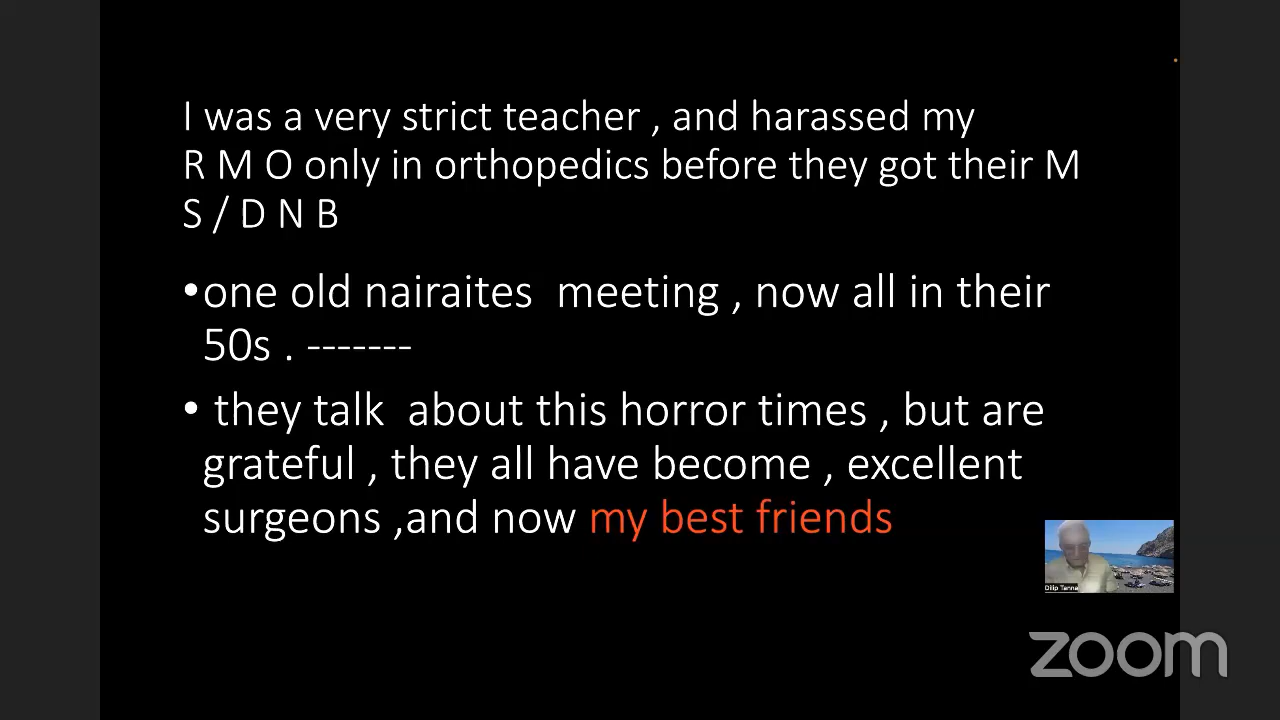 I was a very strict teacher , and harassed my
R M O only in orthopedics before they got their M
S / D N B
•one old nairaites  meeting , now all in their
50s . -------
• they talk  about this horror times , but are
grateful , they all have become , excellent
surgeons ,and now my best friends
Dilip Tanna
zoom